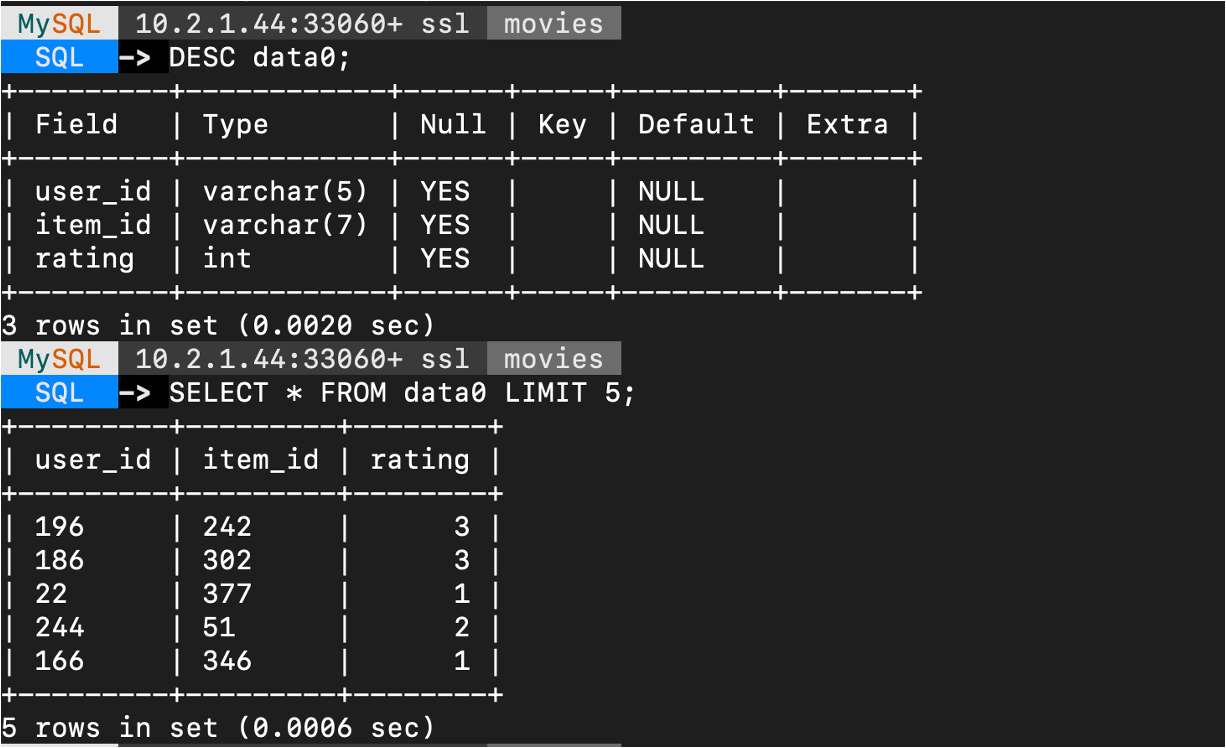 MySQL 10.2.1.44:33060+ ssl movies
SQL -> DESC data0;
+---------+------------+------+-----+---------+-------+
| Field   | Type       | Null | Key | Default | Extra |
+---------+------------+------+-----+---------+-------+
| user_id | varchar(5) | YES  |     | NULL    |       |
| item_id | varchar(7) | YES  |     | NULL    |       |
| rating  | int        | YES  |     | NULL    |       |
+---------+------------+------+-----+---------+-------+
3 rows in set (0.0020 sec)
MySQL 10.2.1.44:33060+ ssl movies
SQL -> SELECT * FROM data0 LIMIT 5;
+---------+---------+--------+
| user_id | item_id | rating |
+---------+---------+--------+
| 196     | 242     |      3 |
| 186     | 302     |      3 |
| 22      | 377     |      1 |
| 244     | 51      |      2 |
| 166     | 346     |      1 |
+---------+---------+--------+
5 rows in set (0.0006 sec)